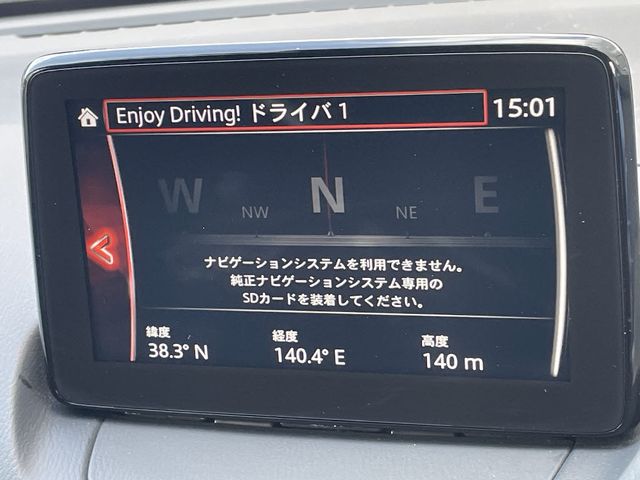 Enjoy Driving! ドライバ 1 15:01
W NW N NE E
ナビゲーションシステムを利用できません。
純正ナビゲーションシステム専用の
SDカードを装着してください。
緯度 経度 高度
38.3° N 140.4° E 140 m